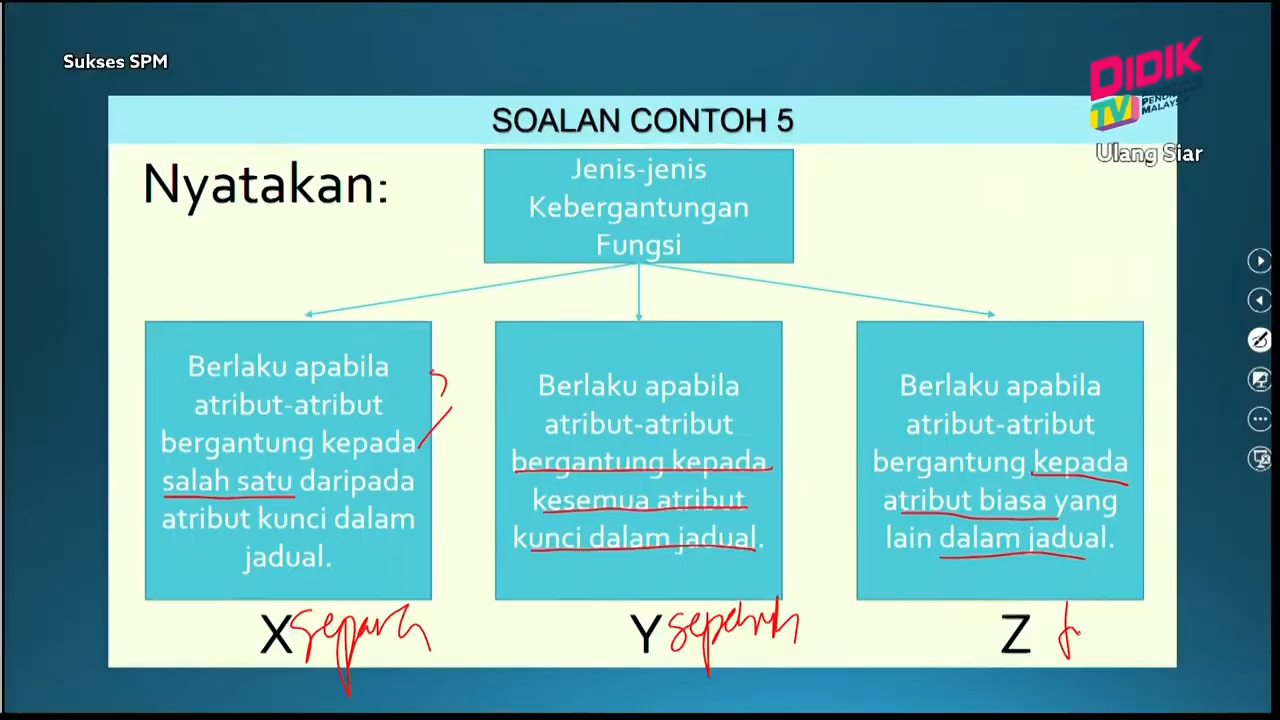 Sukses SPM
DIDIK
TV
PENDIDIKAN
MALAYSIA
Ulang Siar
SOALAN CONTOH 5
Nyatakan:
Jenis-jenis
Kebergantungan
Fungsi
Berlaku apabila
atribut-atribut
bergantung kepada
salah satu daripada
atribut kunci dalam
jadual.
X separa
Berlaku apabila
atribut-atribut
bergantung kepada
kesemua atribut
kunci dalam jadual.
Y sepenuh
Berlaku apabila
atribut-atribut
bergantung kepada
atribut biasa yang
lain dalam jadual.
Z